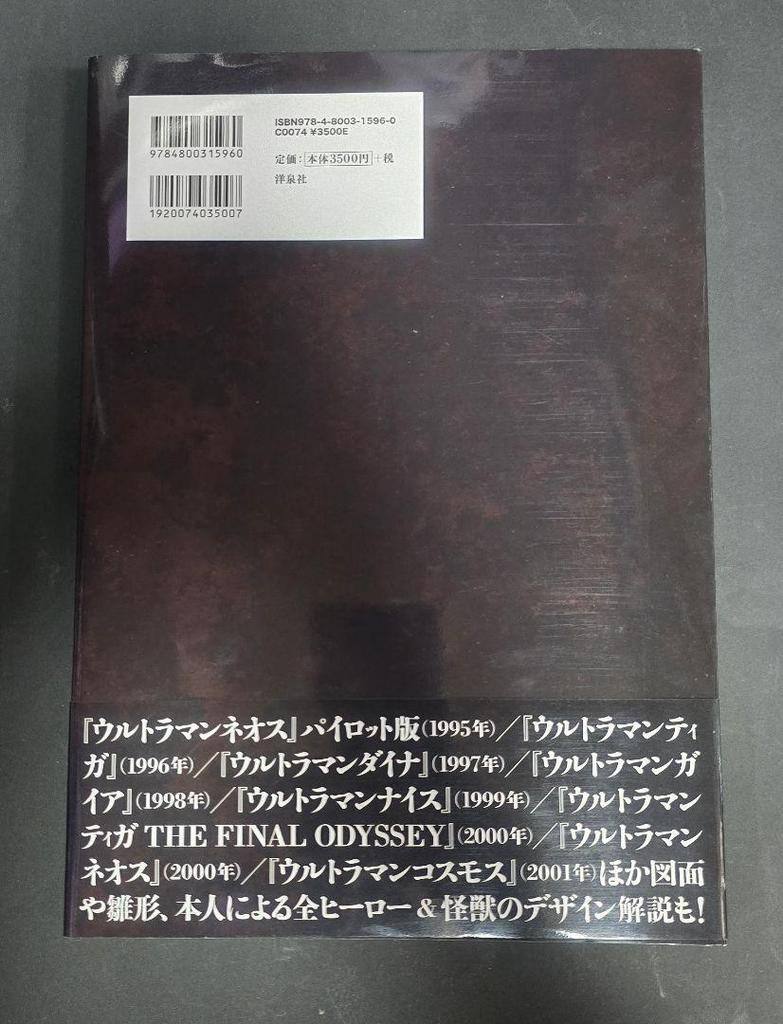 ISBN978-4-8003-1596-0
C0074 ¥3500E
9784800315960
定価：本体3500円＋税
洋泉社
1920074035007
『ウルトラマンネオス』パイロット版(1995年)／『ウルトラマンティ
ガ』(1996年)／『ウルトラマンダイナ』(1997年)／『ウルトラマンガ
イア』(1998年)／『ウルトラマンナイス』(1999年)／『ウルトラマン
ティガ THE FINAL ODYSSEY』(2000年)／『ウルトラマン
ネオス』(2000年)／『ウルトラマンコスモス』(2001年)ほか図面
や雛形、本人による全ヒーロー＆怪獣のデザイン解説も！